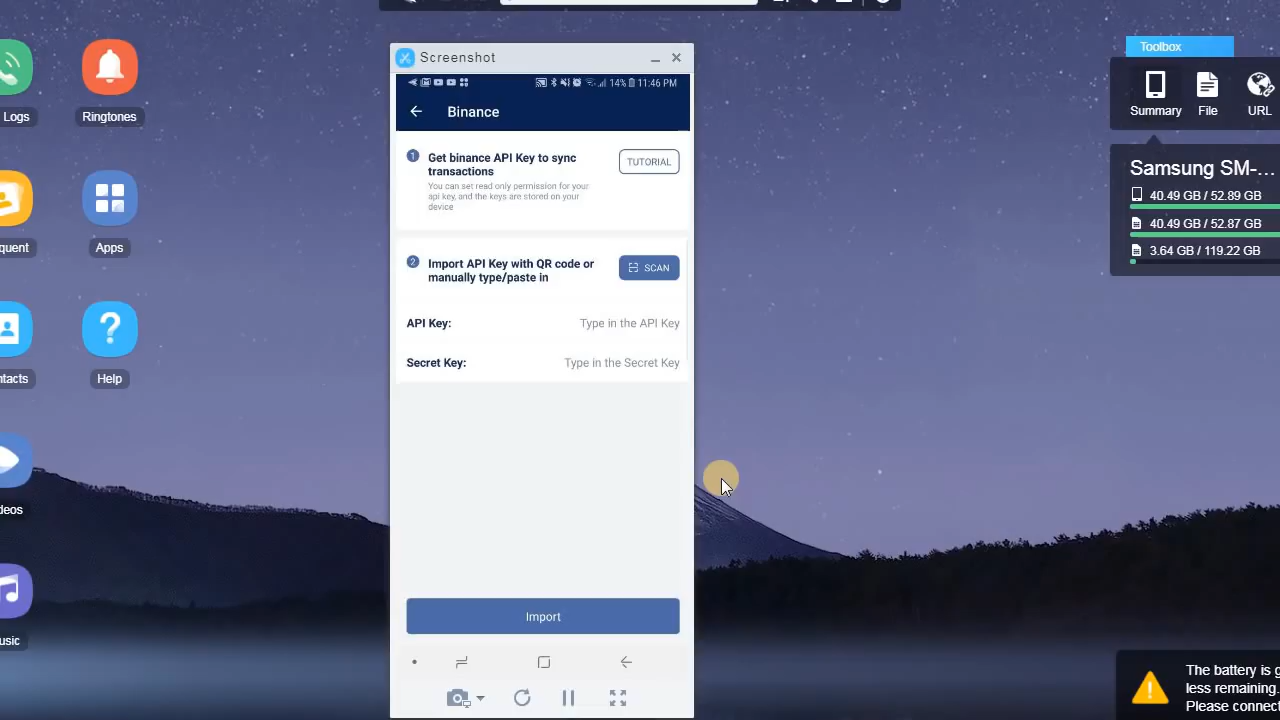 Screenshot
14% 11:46 PM
Binance
1 Get binance API Key to sync
transactions
You can set read only permission for your
api key, and the keys are stored on your
device
TUTORIAL
2 Import API Key with QR code or
manually type/paste in
SCAN
API Key: Type in the API Key
Secret Key: Type in the Secret Key
Import
Logs
Ringtones
quent
Apps
tacts
Help
deos
usic
Toolbox
Summary
File
URL
Samsung SM-...
40.49 GB / 52.89 GB
40.49 GB / 52.87 GB
3.64 GB / 119.22 GB
The battery is g
less remaining.
Please connec